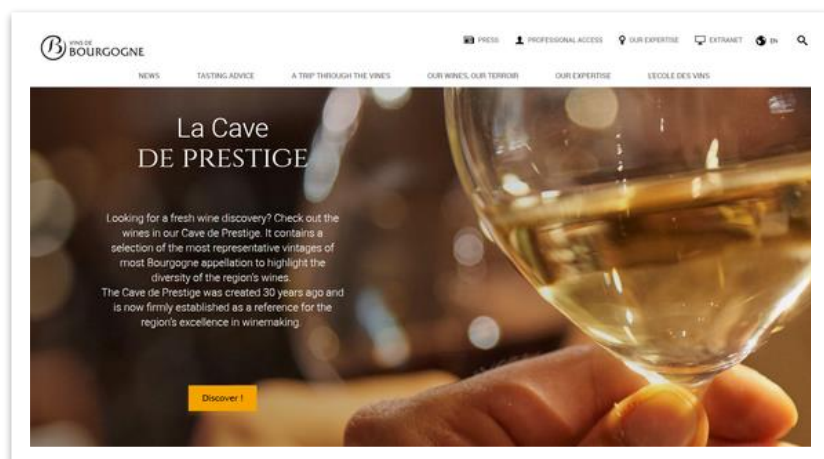 VINS DE
BOURGOGNE
PRESS
PROFESSIONAL ACCESS
OUR EXPERTISE
EXTRANET
EN
NEWS
TASTING ADVICE
A TRIP THROUGH THE VINES
OUR WINES, OUR TERROIR
OUR EXPERTISE
L'ECOLE DES VINS
La Cave
DE PRESTIGE
Looking for a fresh wine discovery? Check out the
wines in our Cave de Prestige. It contains a
selection of the most representative vintages of
most Bourgogne appellation to highlight the
diversity of the region's wines.
The Cave de Prestige was created 30 years ago and
is now firmly established as a reference for the
region's excellence in winemaking.
Discover !